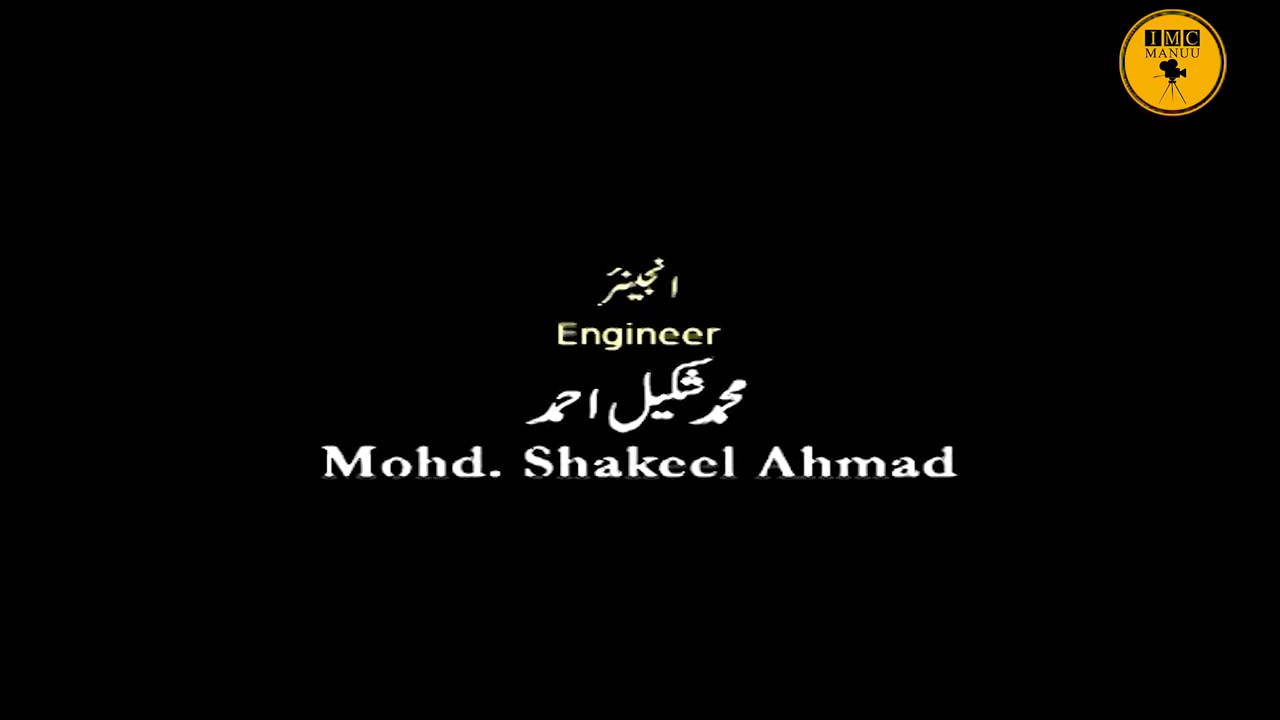 IMC
MANUU
انجینئر
Engineer
محمد شکیل احمد
Mohd. Shakeel Ahmad